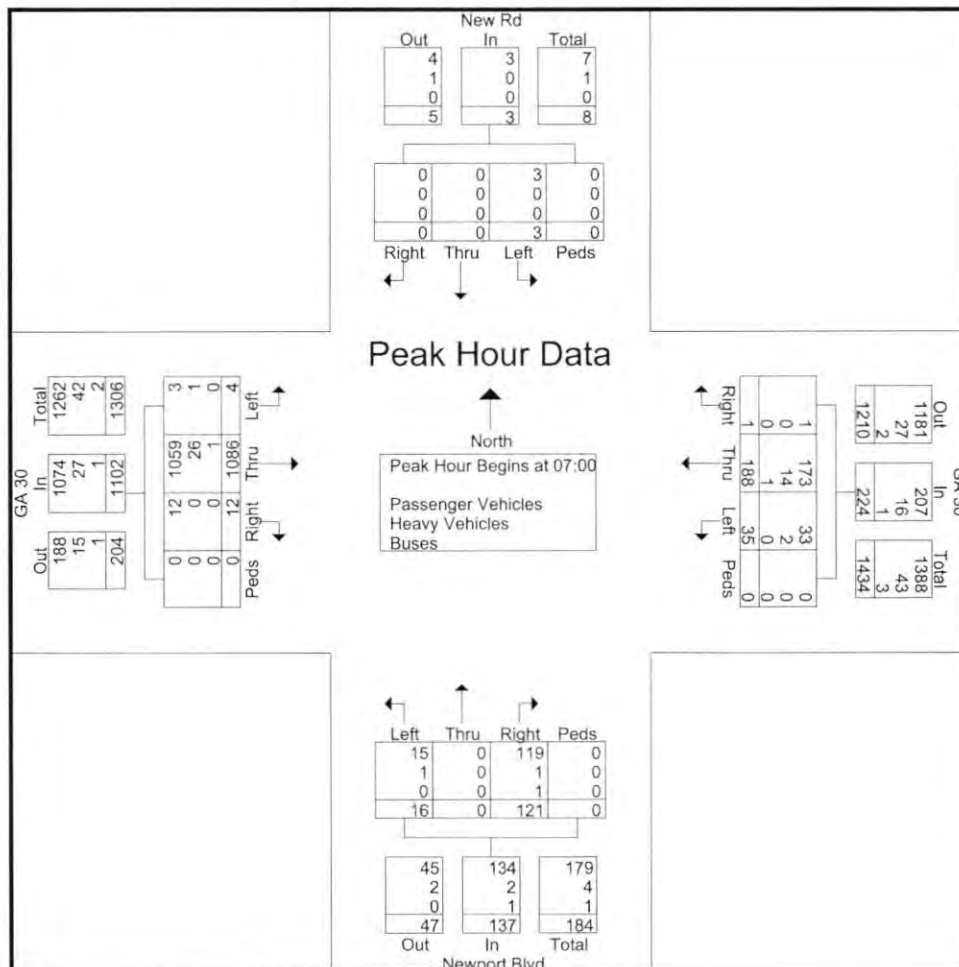 New Rd
Out In Total
4 3 7
1 0 1
0 0 0
5 3 8
0 0 3 0
0 0 0 0
0 0 0 0
0 0 3 0
Right Thru Left Peds
Peak Hour Data
North
Peak Hour Begins at 07:00
Passenger Vehicles
Heavy Vehicles
Buses
GA 30
Total In Out
1262 1074 188
42 27 15
2 1 1
1306 1102 204
3 1059 12 0
1 26 0 0
0 1 0 0
4 1086 12 0
Left Thru Right Peds
Right Thru Left Peds
1 188 35 0
0 1 0 0
0 14 2 0
1 173 33 0
Out In Total
1181 207 1388
27 16 43
2 1 3
1210 224 1434
GA 30
Left Thru Right Peds
15 0 119 0
1 0 1 0
0 0 1 0
16 0 121 0
45 134 179
2 2 4
0 1 1
47 137 184
Out In Total
Newport Blvd